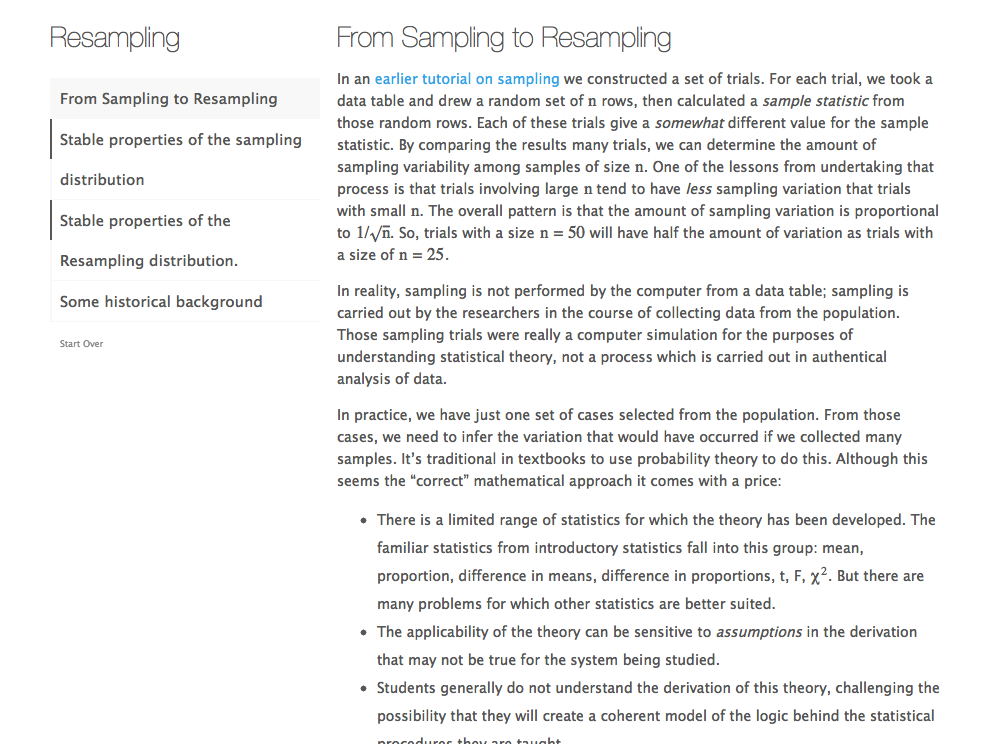 Resampling
From Sampling to Resampling
Stable properties of the sampling
distribution
Stable properties of the
Resampling distribution.
Some historical background
Start Over
From Sampling to Resampling
In an earlier tutorial on sampling we constructed a set of trials. For each trial, we took a
data table and drew a random set of n rows, then calculated a sample statistic from
those random rows. Each of these trials give a somewhat different value for the sample
statistic. By comparing the results many trials, we can determine the amount of
sampling variability among samples of size n. One of the lessons from undertaking that
process is that trials involving large n tend to have less sampling variation that trials
with small n. The overall pattern is that the amount of sampling variation is proportional
to 1/√n. So, trials with a size n = 50 will have half the amount of variation as trials with
a size of n = 25.
In reality, sampling is not performed by the computer from a data table; sampling is
carried out by the researchers in the course of collecting data from the population.
Those sampling trials were really a computer simulation for the purposes of
understanding statistical theory, not a process which is carried out in authentical
analysis of data.
In practice, we have just one set of cases selected from the population. From those
cases, we need to infer the variation that would have occurred if we collected many
samples. It’s traditional in textbooks to use probability theory to do this. Although this
seems the “correct” mathematical approach it comes with a price:
• There is a limited range of statistics for which the theory has been developed. The
familiar statistics from introductory statistics fall into this group: mean,
proportion, difference in means, difference in proportions, t, F, χ². But there are
many problems for which other statistics are better suited.
• The applicability of the theory can be sensitive to assumptions in the derivation
that may not be true for the system being studied.
• Students generally do not understand the derivation of this theory, challenging the
possibility that they will create a coherent model of the logic behind the statistical
procedures they are taught.